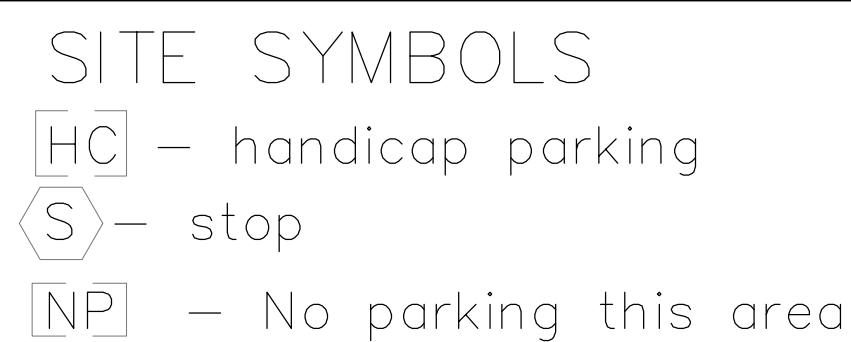 SITE SYMBOLS
HC – handicap parking
S – stop
NP – No parking this area